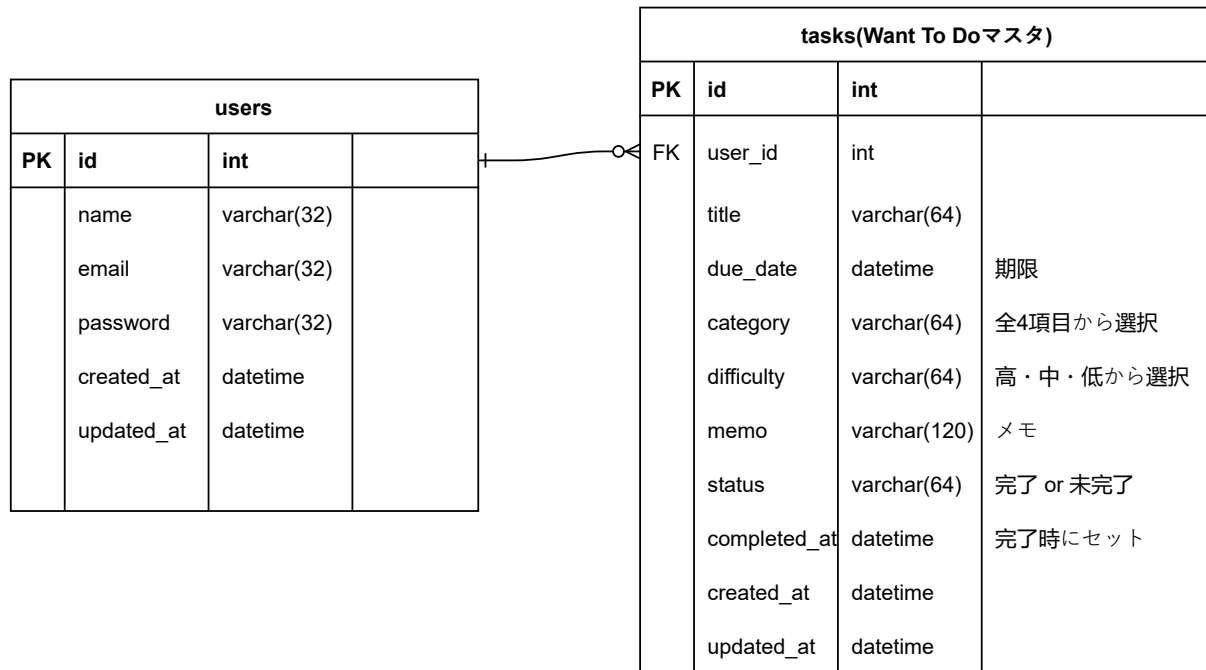 users
PK id int
name varchar(32)
email varchar(32)
password varchar(32)
created_at datetime
updated_at datetime
tasks(Want To Doマスタ)
PK id int
FK user_id int
title varchar(64)
due_date datetime 期限
category varchar(64) 全4項目から選択
difficulty varchar(64) 高・中・低から選択
memo varchar(120) メモ
status varchar(64) 完了 or 未完了
completed_at datetime 完了時にセット
created_at datetime
updated_at datetime